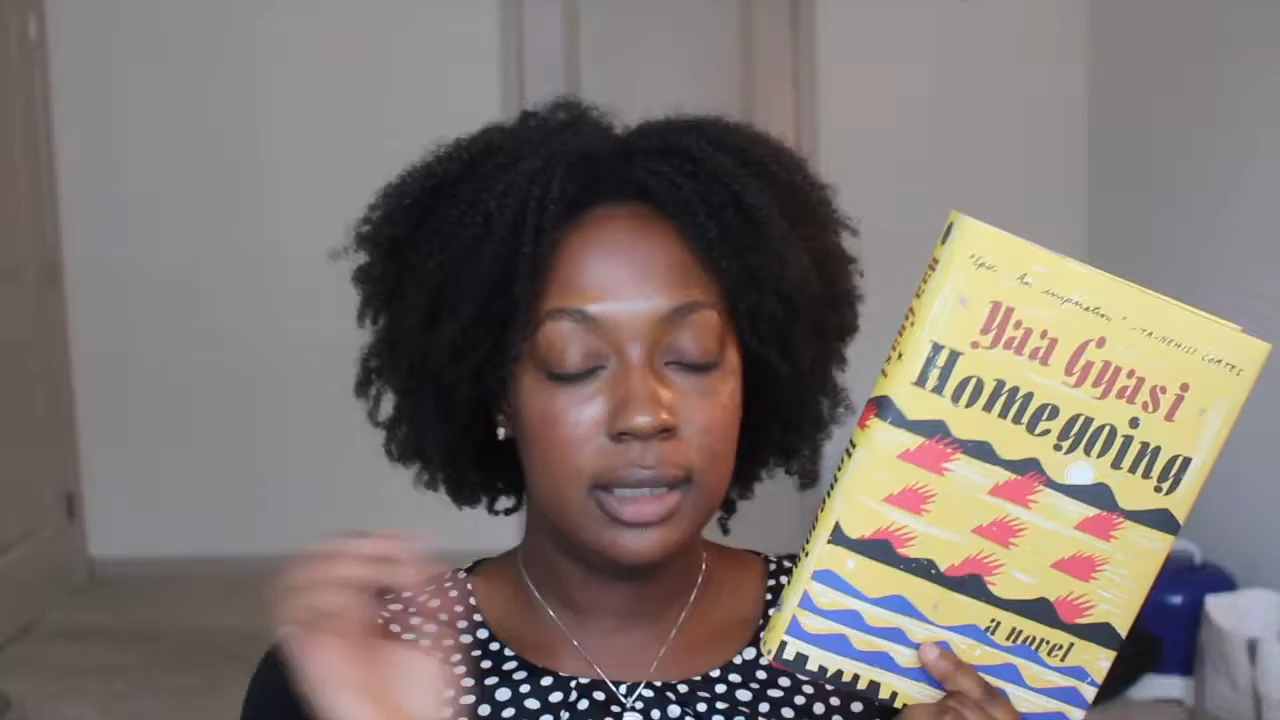 "Epic. An inspiration." -TA-NEHISI COATES
Yaa Gyasi
Homegoing
a novel